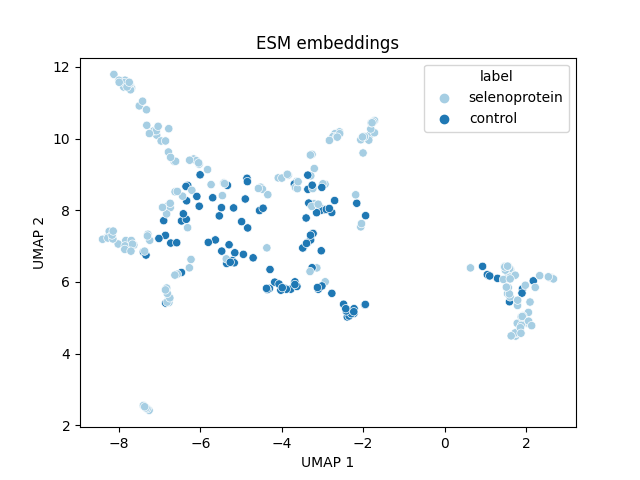 ESM embeddings
label
selenoprotein
control
12
10
8
6
4
2
UMAP 2
−8
−6
−4
−2
0
2
UMAP 1